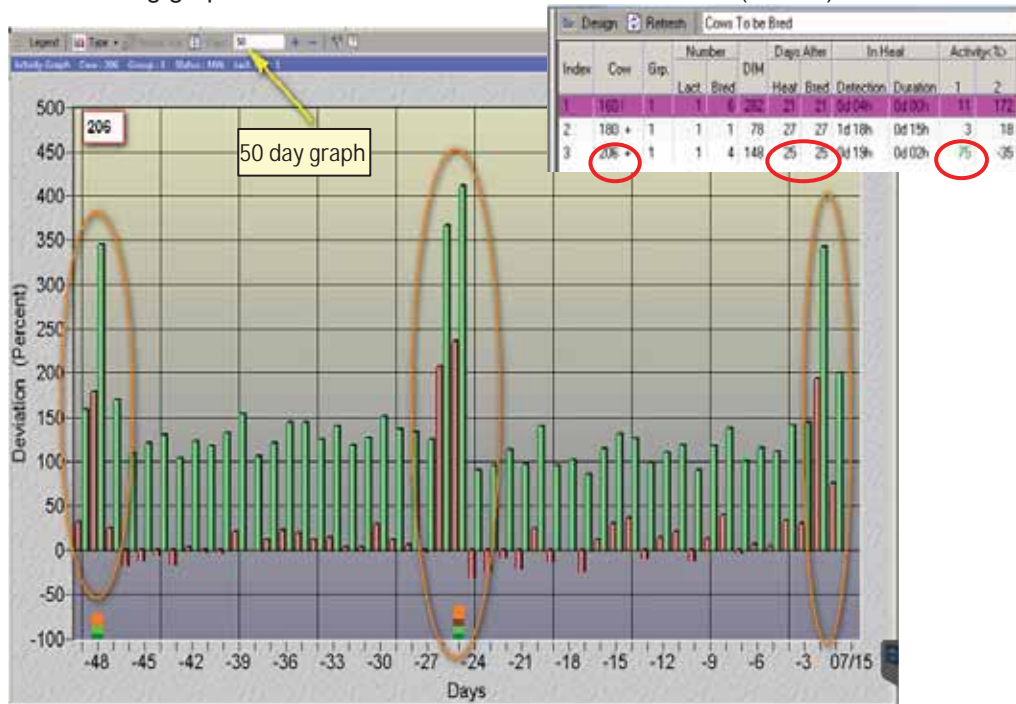 Design Refresh Cows To be Bred
Number Days After In Heat Activity<%>
Index Cow Grp. DIM
Lact. Bred Heat Bred Detection Duration 1 2
1 1 1 6 282 21 21 0d 04h 0d 00h 11 172
2 180 + 1 1 1 78 27 27 1d 18h 0d 15h 3 18
3 206 + 1 1 4 148 25 25 0d 19h 0d 02h 75 -35
Legend Type 50 + -
Activity Graph Cow : 206 Group : 1
206
50 day graph
Deviation (Percent)
500
450
400
350
300
250
200
150
100
50
0
-50
-100
-48 -45 -42 -39 -36 -33 -30 -27 -24 -21 -18 -15 -12 -9 -6 -3 07/15
Days